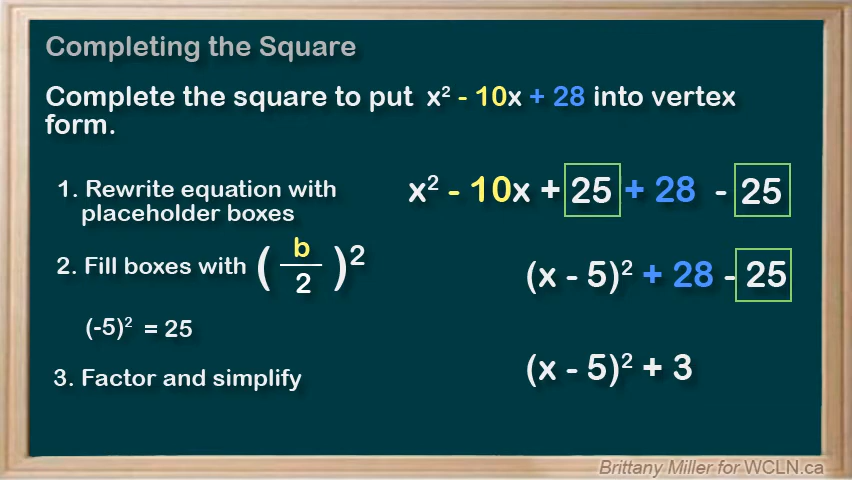 Completing the Square
Complete the square to put x² - 10x + 28 into vertex
form.
1. Rewrite equation with
placeholder boxes
x² - 10x + 25 + 28 - 25
2. Fill boxes with (b/2)²
(x - 5)² + 28 - 25
(-5)² = 25
3. Factor and simplify
(x - 5)² + 3
Brittany Miller for WCLN.ca